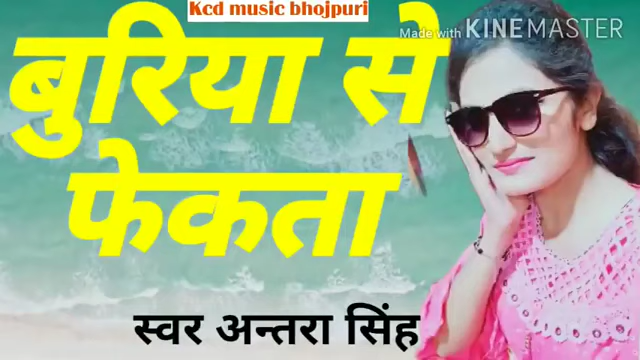 Kcd music bhojpuri
Made with KINEMASTER
बुरिया से
फेकता
स्वर अन्तरा सिंह